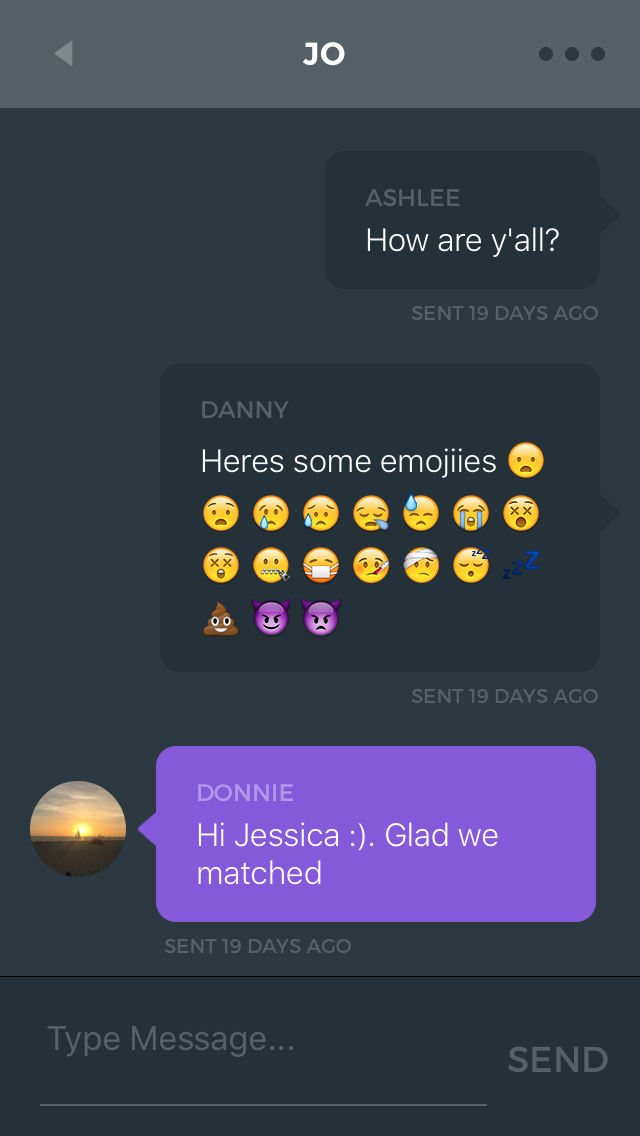 JO
ASHLEE
How are y'all?
SENT 19 DAYS AGO
DANNY
Heres some emojiies 😦
😧😢😥😪😓😭😵
😲🤐😷🤒🤕😴💤
💩😈👿
SENT 19 DAYS AGO
DONNIE
Hi Jessica :). Glad we
matched
SENT 19 DAYS AGO
Type Message...
SEND